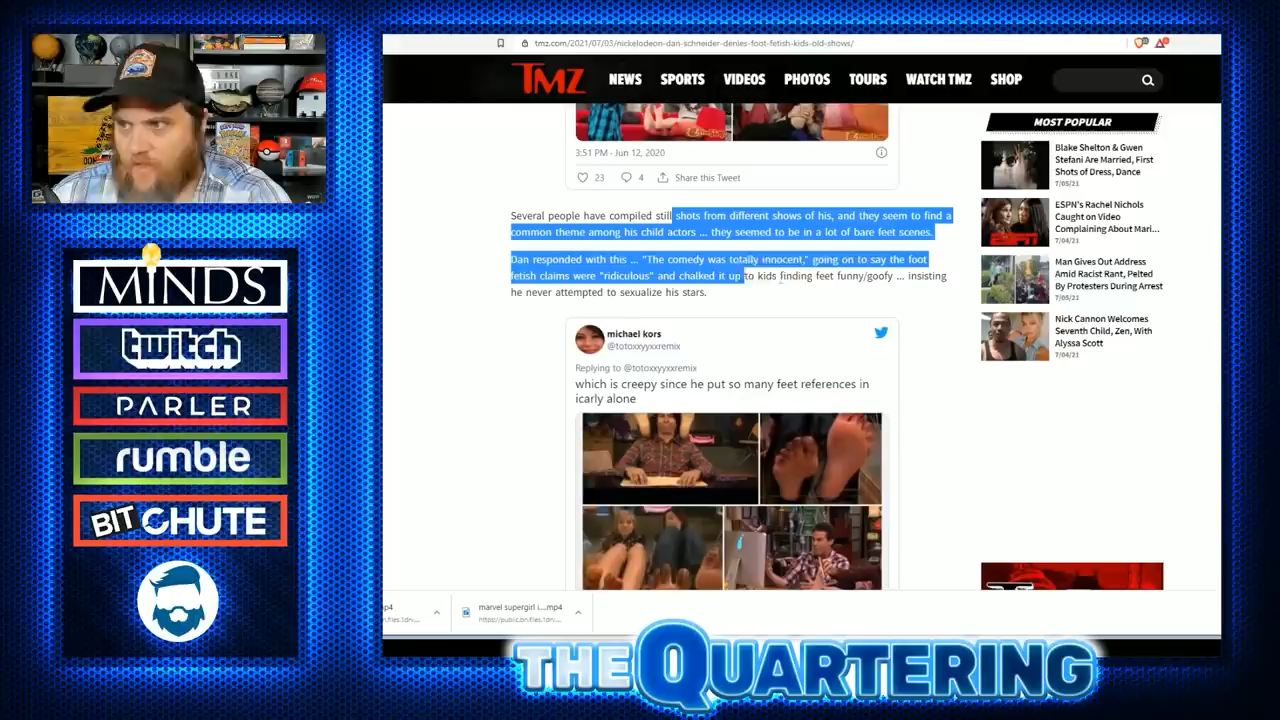 tmz.com/2021/07/03/nickelodeon-dan-schneider-denies-foot-fetish-kids-old-shows/
TMZ NEWS SPORTS VIDEOS PHOTOS TOURS WATCH TMZ SHOP
3:51 PM - Jun 12, 2020
23 4 Share this Tweet
Several people have compiled still shots from different shows of his, and they seem to find a
common theme among his child actors ... they seemed to be in a lot of bare feet scenes.
Dan responded with this ... "The comedy was totally innocent," going on to say the foot
fetish claims were "ridiculous" and chalked it up to kids finding feet funny/goofy ... insisting
he never attempted to sexualize his stars.
michael kors
@totoxxyyxxremix
Replying to @totoxxyyxxremix
which is creepy since he put so many feet references in
icarly alone
MOST POPULAR
Blake Shelton & Gwen
Stefani Are Married, First
Shots of Dress, Dance
7/05/21
ESPN's Rachel Nichols
Caught on Video
Complaining About Mari...
7/04/21
Man Gives Out Address
Amid Racist Rant, Pelted
By Protesters During Arrest
7/05/21
Nick Cannon Welcomes
Seventh Child, Zen, With
Alyssa Scott
7/04/21
MINDS
twitch
PARLER
rumble
BIT CHUTE
marvel supergirl i....mp4
https://public.bn.files.1drv...
THE QUARTERING